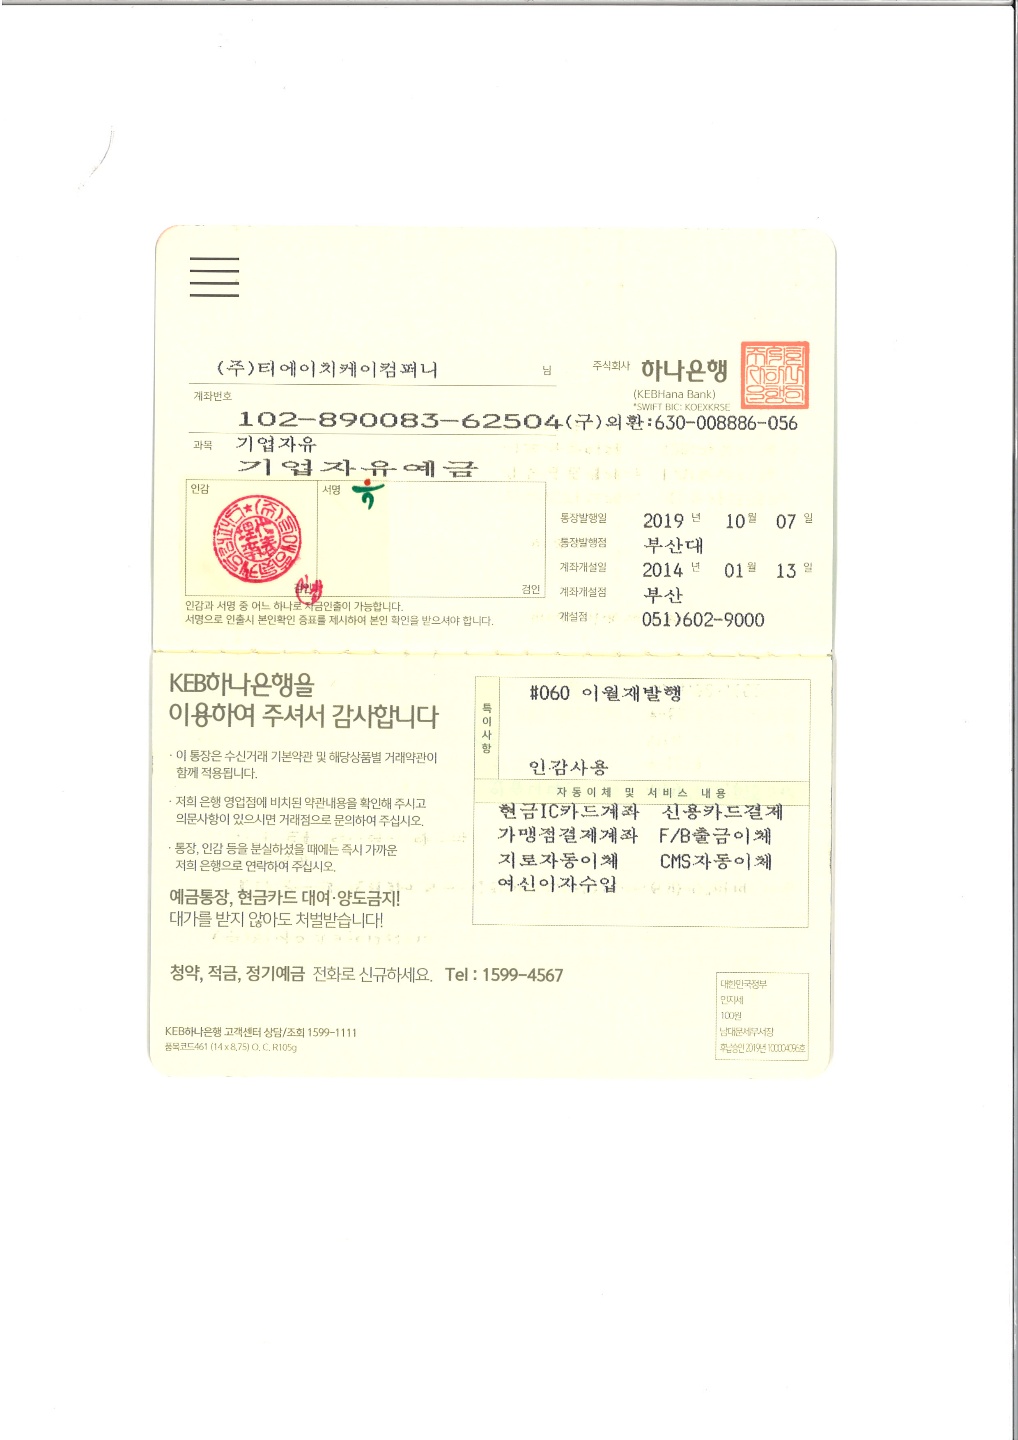 (주)티에이치케이컴퍼니 님
주식회사 하나은행
(KEBHana Bank)
*SWIFT BIC: KOEXKRSE
계좌번호
102-890083-62504(구)외환:630-008886-056
과목 기업자유
기업자유예금
인감 서명
검인
인감과 서명 중 어느 하나로 지금인출이 가능합니다.
서명으로 인출시 본인확인 증표를 제시하여 본인 확인을 받으셔야 합니다.
통장발행일 2019 년 10 월 07 일
통장발행점 부산대
계좌개설일 2014 년 01 월 13 일
계좌개설점 부산
개설점 051)602-9000
KEB하나은행을
이용하여 주셔서 감사합니다
· 이 통장은 수신거래 기본약관 및 해당상품별 거래약관이
함께 적용됩니다.
· 저희 은행 영업점에 비치된 약관내용을 확인해 주시고
의문사항이 있으시면 거래점으로 문의하여 주십시오.
· 통장, 인감 등을 분실하셨을 때에는 즉시 가까운
저희 은행으로 연락하여 주십시오.
예금통장, 현금카드 대여·양도금지!
대가를 받지 않아도 처벌받습니다!
특이사항
#060 이월재발행
인감사용
자동이체 및 서비스 내용
현금IC카드계좌 신용카드결제
가맹점결제계좌 F/B출금이체
지로자동이체 CMS자동이체
여신이자수입
청약, 적금, 정기예금 전화로 신규하세요. Tel : 1599-4567
KEB하나은행 고객센터 상담/조회 1599-1111
품목코드461 (14 x 8.75) O. C. R105g
대한민국정부
인지세
100원
남대문세무서장
후납승인 2019년 100004096호